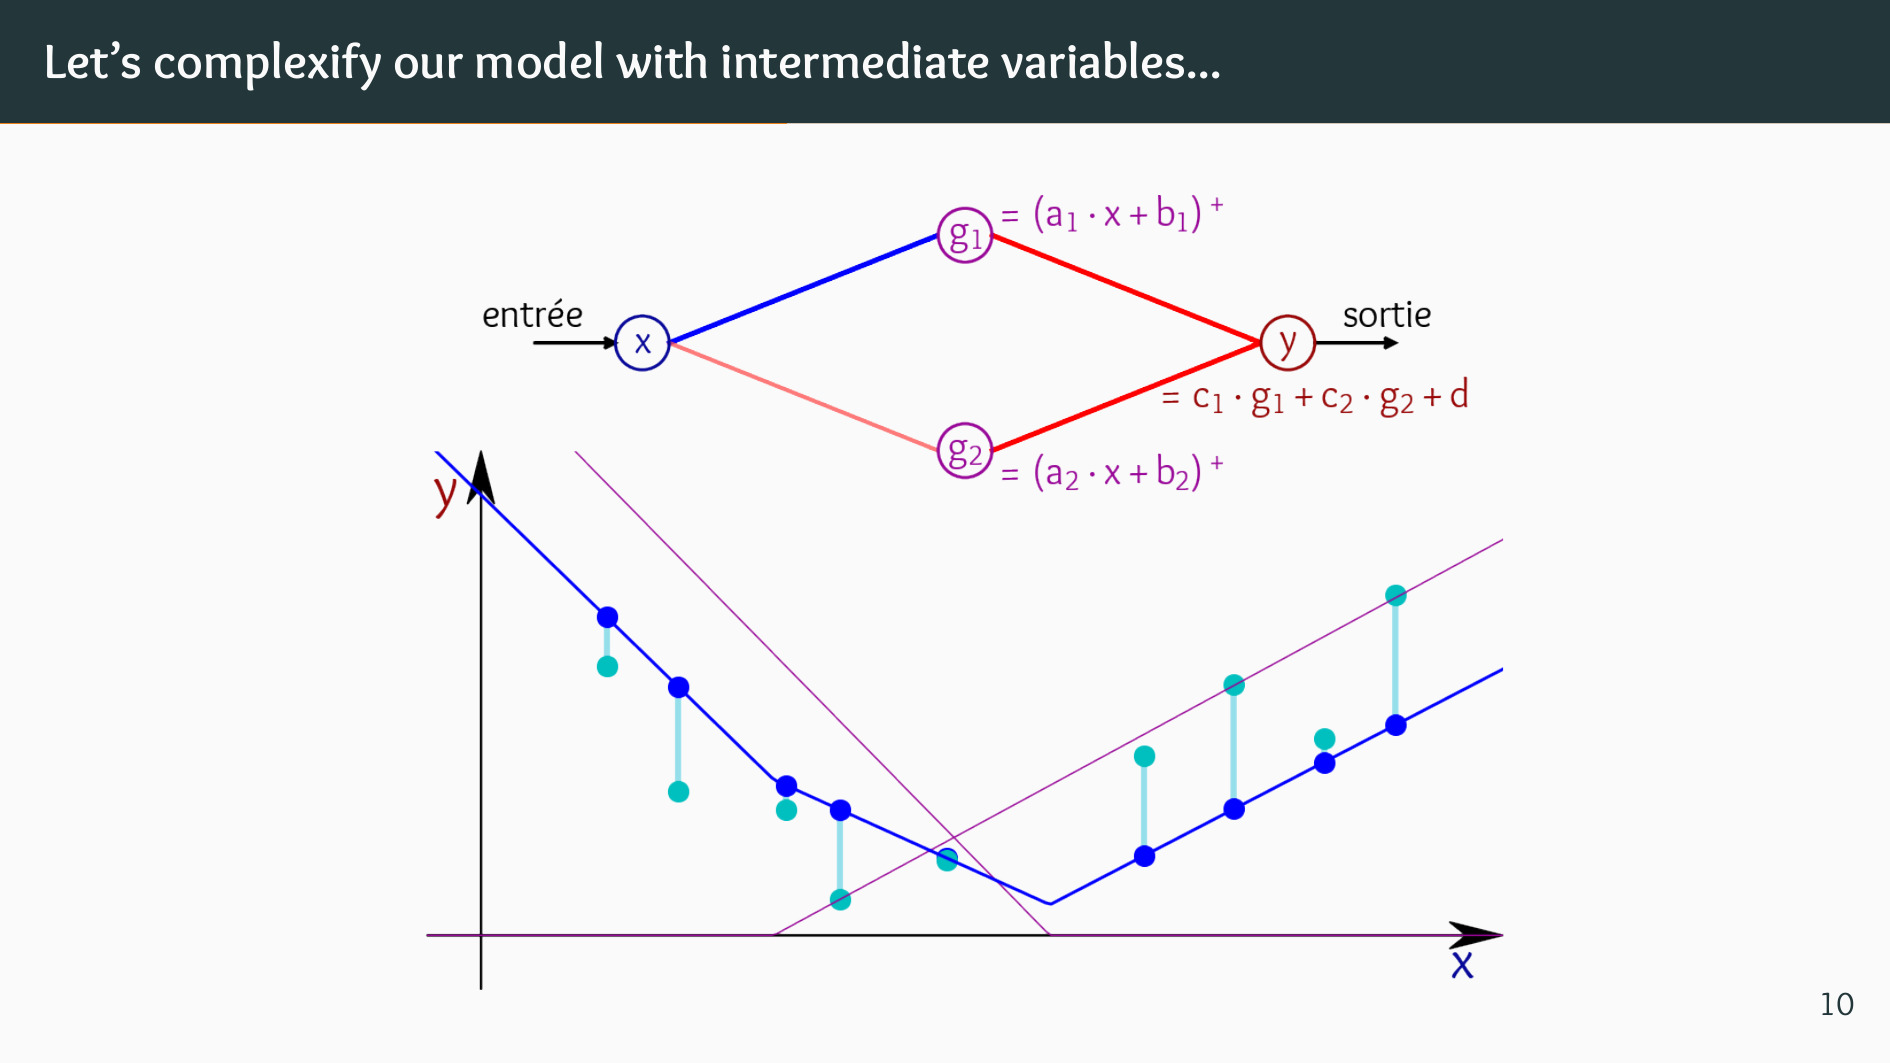 Let's complexify our model with intermediate variables...
g₁ = (a₁ · x + b₁)⁺
entrée
x
y
sortie
= c₁ · g₁ + c₂ · g₂ + d
g₂ = (a₂ · x + b₂)⁺
y
x
10